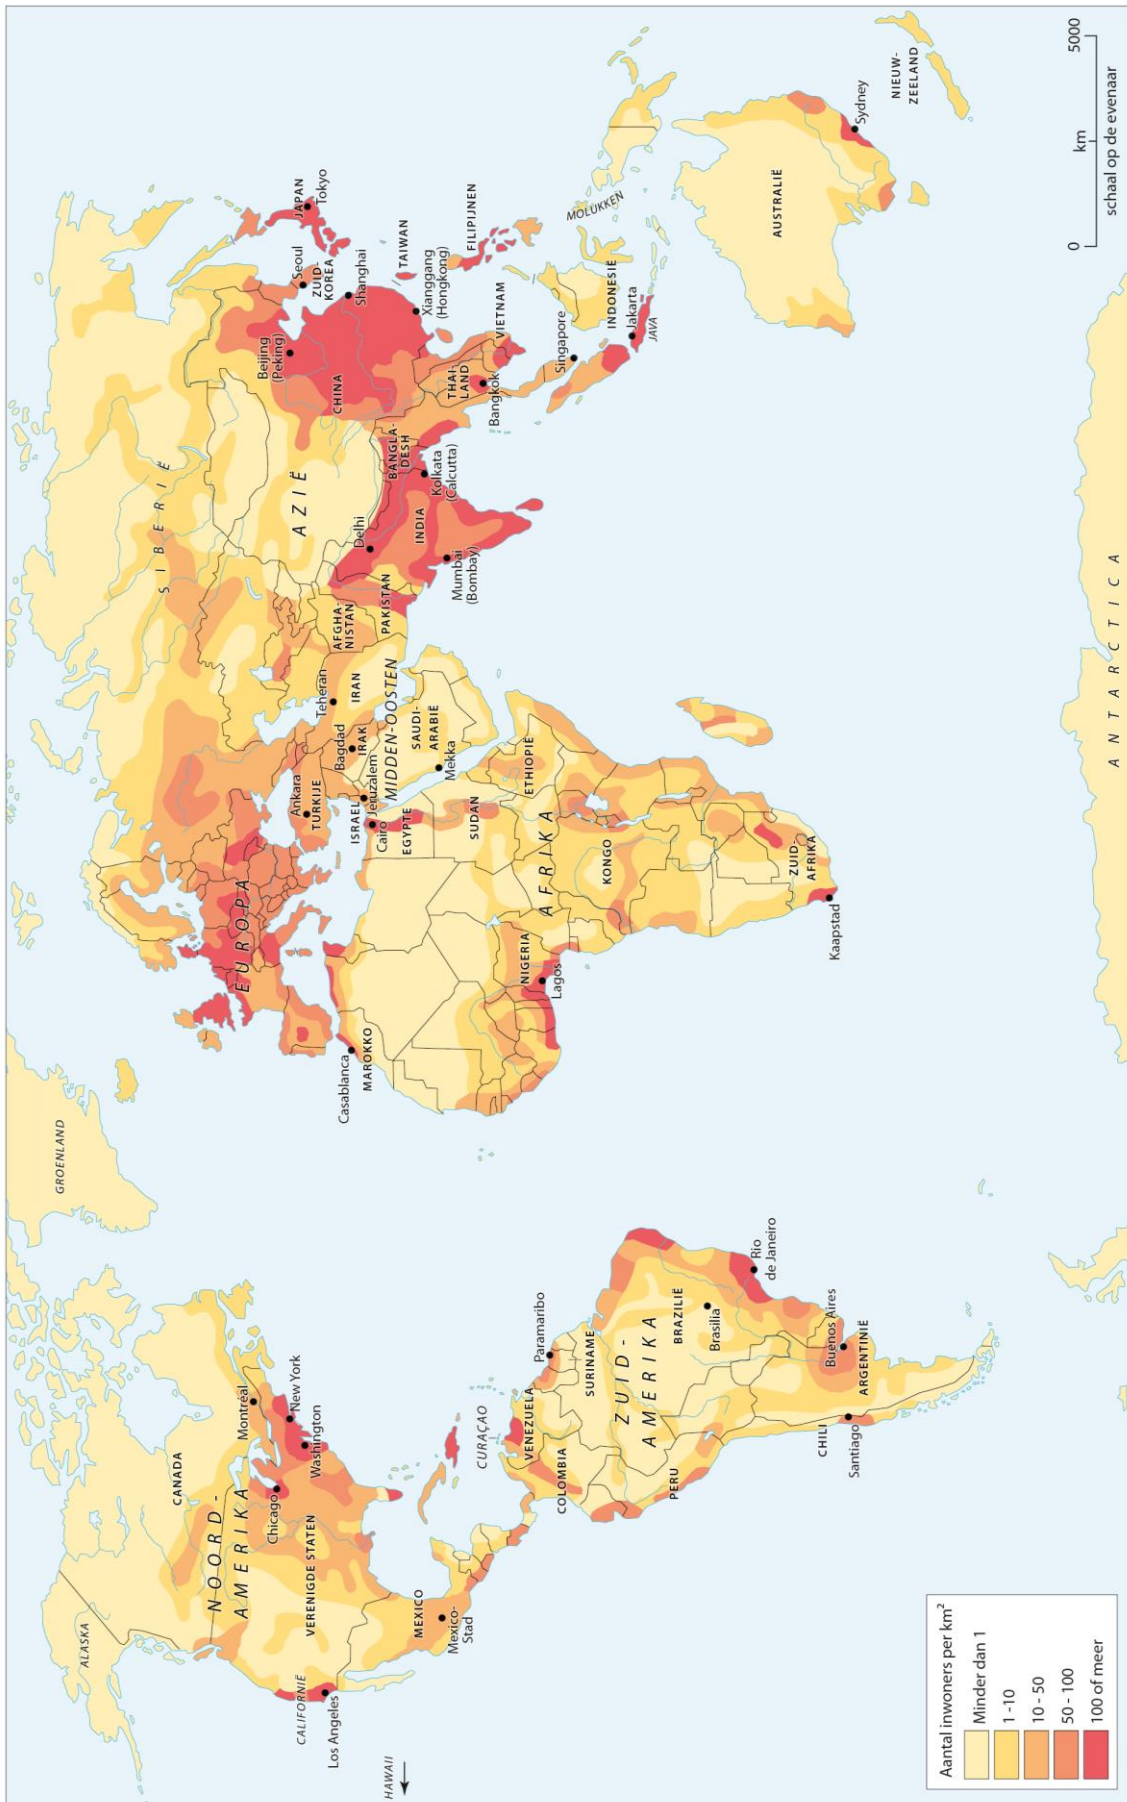 GROENLAND
ALASKA
CANADA
NOORD-
AMERIKA
Montréal
New York
Washington
Chicago
VERENIGDE STATEN
CALIFORNIË
Los Angeles
HAWAII
MEXICO
Mexico-
Stad
CURAÇAO
VENEZUELA
COLOMBIA
Paramaribo
SURINAME
ZUID-
AMERIKA
BRAZILIË
Brasilia
Rio
de Janeiro
PERU
CHILI
Santiago
Buenos Aires
ARGENTINIË
EUROPA
Casablanca
MAROKKO
Ankara
TURKIJE
ISRAEL
Jeruzalem
Cairo
EGYPTE
Bagdad
IRAK
Teheran
IRAN
MIDDEN-OOSTEN
SAUDI-
ARABIË
Mekka
AFGHA-
NISTAN
PAKISTAN
SUDAN
ETHIOPIË
AFRIKA
NIGERIA
Lagos
KONGO
ZUID-
AFRIKA
Kaapstad
SIBERIË
AZIË
Delhi
INDIA
Mumbai
(Bombay)
Kolkata
(Calcutta)
BANGLA-
DESH
CHINA
Beijing
(Peking)
Seoul
ZUID-
KOREA
JAPAN
Tokyo
Shanghai
TAIWAN
Xianggang
(Hongkong)
FILIPIJNEN
VIETNAM
THAI-
LAND
Bangkok
Singapore
INDONESIË
Jakarta
JAVA
MOLUKKEN
AUSTRALIË
Sydney
NIEUW-
ZEELAND
ANTARCTICA
Aantal inwoners per km²
Minder dan 1
1 -10
10 - 50
50 - 100
100 of meer
0 km 5000
schaal op de evenaar